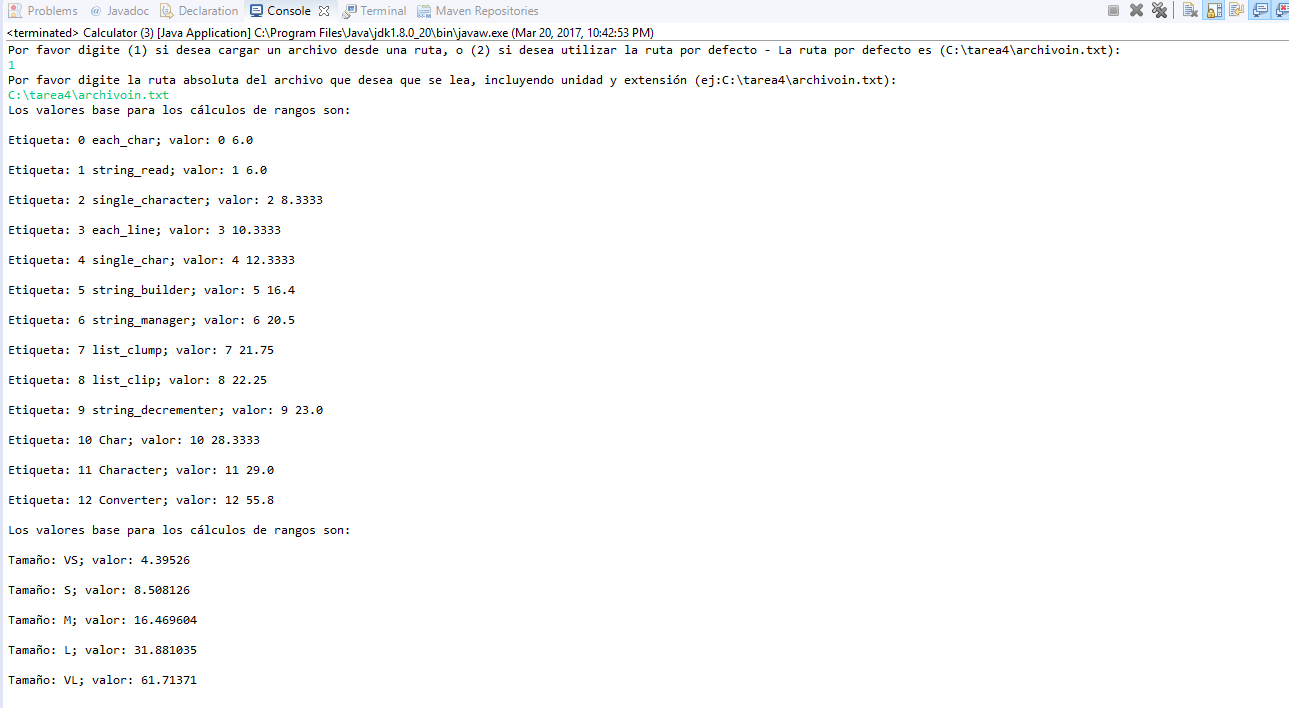 Problems @ Javadoc Declaration Console Terminal Maven Repositories
<terminated> Calculator (3) [Java Application] C:\Program Files\Java\jdk1.8.0_20\bin\javaw.exe (Mar 20, 2017, 10:42:53 PM)
Por favor digite (1) si desea cargar un archivo desde una ruta, o (2) si desea utilizar la ruta por defecto - La ruta por defecto es (C:\tarea4\archivoin.txt):
1
Por favor digite la ruta absoluta del archivo que desea que se lea, incluyendo unidad y extensión (ej:C:\tarea4\archivoin.txt):
C:\tarea4\archivoin.txt
Los valores base para los cálculos de rangos son:
Etiqueta: 0 each_char; valor: 0 6.0
Etiqueta: 1 string_read; valor: 1 6.0
Etiqueta: 2 single_character; valor: 2 8.3333
Etiqueta: 3 each_line; valor: 3 10.3333
Etiqueta: 4 single_char; valor: 4 12.3333
Etiqueta: 5 string_builder; valor: 5 16.4
Etiqueta: 6 string_manager; valor: 6 20.5
Etiqueta: 7 list_clump; valor: 7 21.75
Etiqueta: 8 list_clip; valor: 8 22.25
Etiqueta: 9 string_decrementer; valor: 9 23.0
Etiqueta: 10 Char; valor: 10 28.3333
Etiqueta: 11 Character; valor: 11 29.0
Etiqueta: 12 Converter; valor: 12 55.8
Los valores base para los cálculos de rangos son:
Tamaño: VS; valor: 4.39526
Tamaño: S; valor: 8.508126
Tamaño: M; valor: 16.469604
Tamaño: L; valor: 31.881035
Tamaño: VL; valor: 61.71371